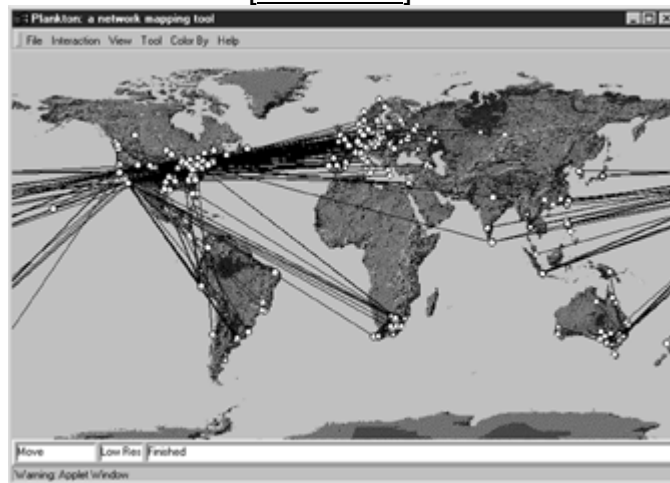 Plankton: a network mapping tool
File Interaction View Tool Color By Help
Move Low Res Finished
Warning: Applet Window